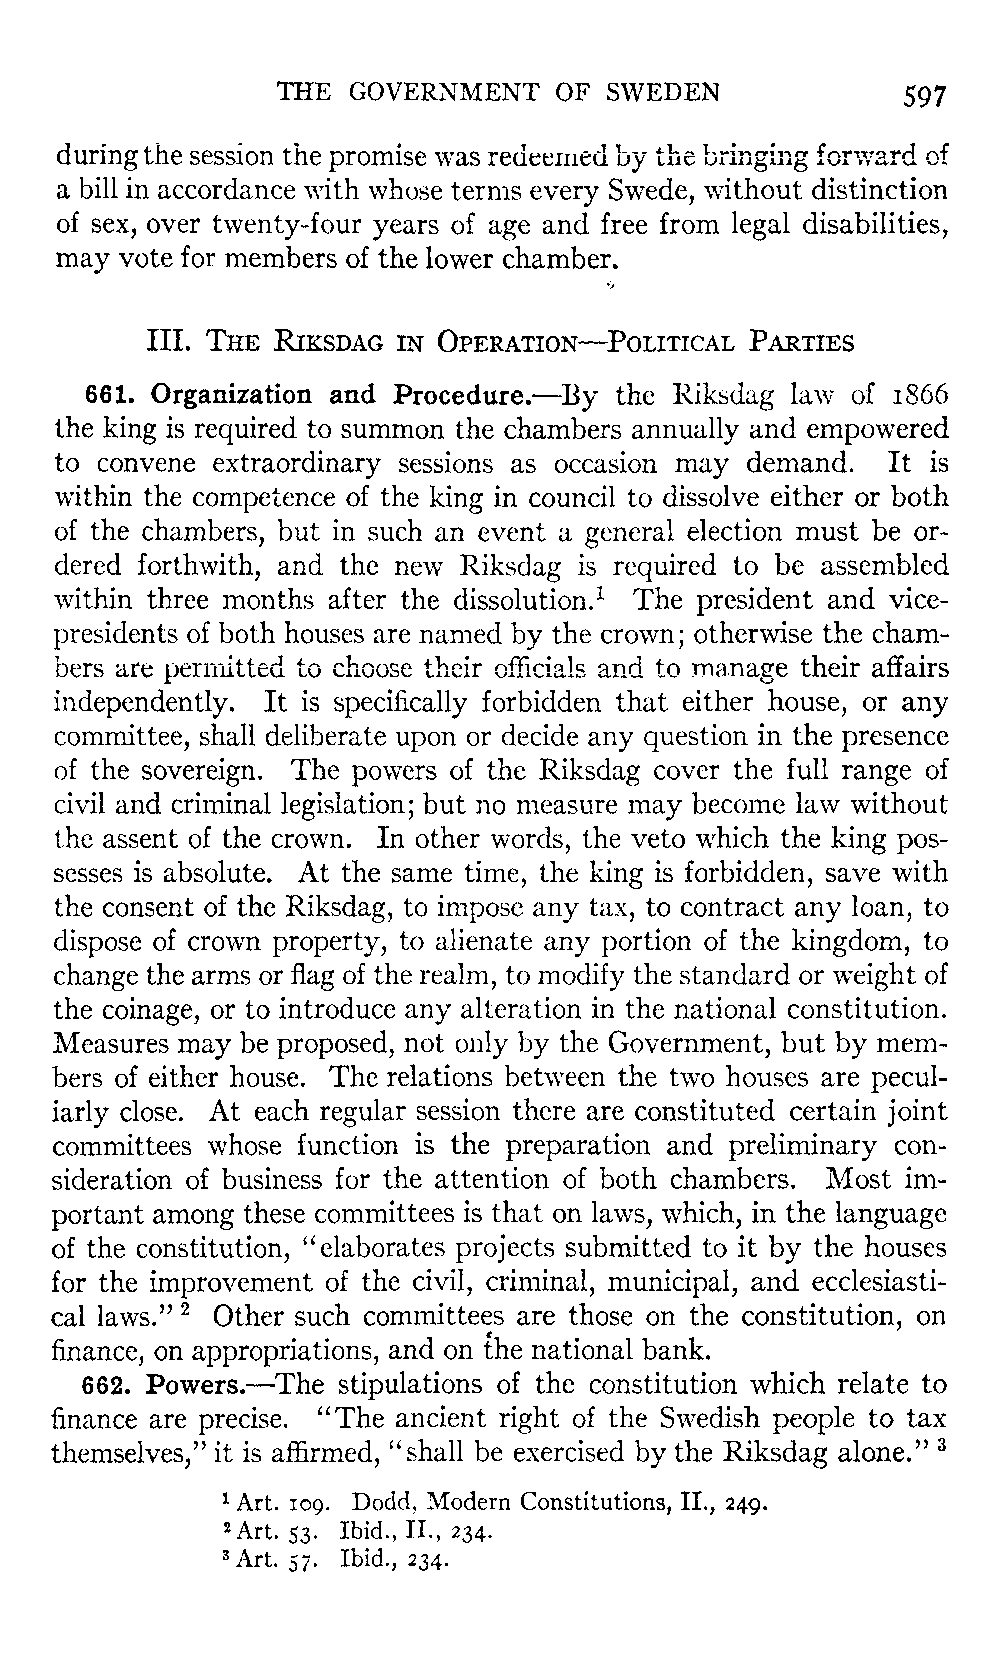 THE GOVERNMENT OF SWEDEN 597
during the session the promise was redeemed by the bringing forward of
a bill in accordance with whose terms every Swede, without distinction
of sex, over twenty-four years of age and free from legal disabilities,
may vote for members of the lower chamber.
III. THE RIKSDAG IN OPERATION—POLITICAL PARTIES
661. Organization and Procedure.—By the Riksdag law of 1866
the king is required to summon the chambers annually and empowered
to convene extraordinary sessions as occasion may demand. It is
within the competence of the king in council to dissolve either or both
of the chambers, but in such an event a general election must be or-
dered forthwith, and the new Riksdag is required to be assembled
within three months after the dissolution.¹ The president and vice-
presidents of both houses are named by the crown; otherwise the cham-
bers are permitted to choose their officials and to manage their affairs
independently. It is specifically forbidden that either house, or any
committee, shall deliberate upon or decide any question in the presence
of the sovereign. The powers of the Riksdag cover the full range of
civil and criminal legislation; but no measure may become law without
the assent of the crown. In other words, the veto which the king pos-
sesses is absolute. At the same time, the king is forbidden, save with
the consent of the Riksdag, to impose any tax, to contract any loan, to
dispose of crown property, to alienate any portion of the kingdom, to
change the arms or flag of the realm, to modify the standard or weight of
the coinage, or to introduce any alteration in the national constitution.
Measures may be proposed, not only by the Government, but by mem-
bers of either house. The relations between the two houses are pecul-
iarly close. At each regular session there are constituted certain joint
committees whose function is the preparation and preliminary con-
sideration of business for the attention of both chambers. Most im-
portant among these committees is that on laws, which, in the language
of the constitution, "elaborates projects submitted to it by the houses
for the improvement of the civil, criminal, municipal, and ecclesiasti-
cal laws." ² Other such committees are those on the constitution, on
finance, on appropriations, and on the national bank.
662. Powers.—The stipulations of the constitution which relate to
finance are precise. "The ancient right of the Swedish people to tax
themselves," it is affirmed, "shall be exercised by the Riksdag alone." ³
¹ Art. 109. Dodd, Modern Constitutions, II., 249.
² Art. 53. Ibid., II., 234.
³ Art. 57. Ibid., 234.